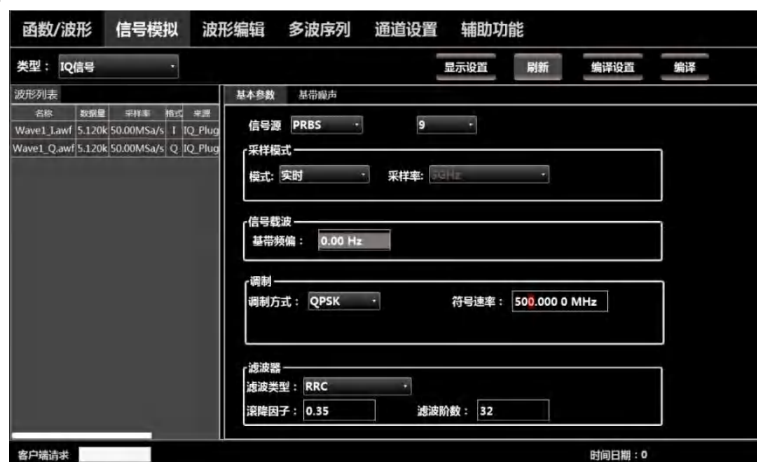 函数/波形 信号模拟 波形编辑 多波序列 通道设置 辅助功能
类型： IQ信号 显示设置 刷新 编译设置 编译
波形列表 基本参数 基带噪声
名称 数据量 采样率 格式 来源
信号源 PRBS 9
Wave1_I.awf 5.120k 50.00MSa/s I IQ_Plug
Wave1_Q.awf 5.120k 50.00MSa/s Q IQ_Plug
采样模式
模式: 实时 采样率:
信号载波
基带频偏： 0.00 Hz
调制
调制方式： QPSK 符号速率： 500.000 0 MHz
滤波器
滤波类型： RRC
滚降因子： 0.35 滤波阶数： 32
客户端请求 时间日期：0